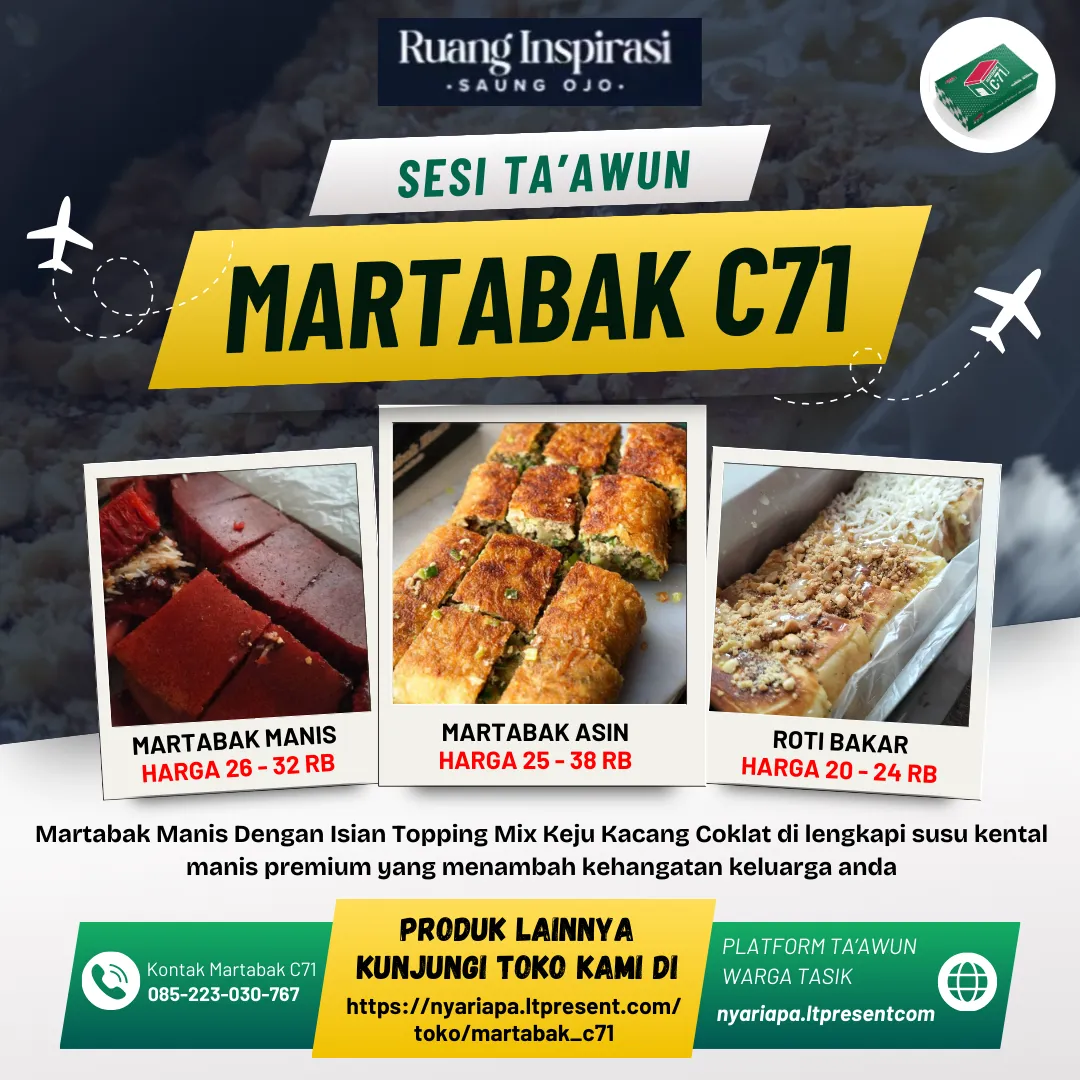 Ruang Inspirasi
• SAUNG OJO •
C71
SESI TA'AWUN
MARTABAK C71
MARTABAK MANIS
HARGA 26 - 32 RB
MARTABAK ASIN
HARGA 25 - 38 RB
ROTI BAKAR
HARGA 20 - 24 RB
Martabak Manis Dengan Isian Topping Mix Keju Kacang Coklat di lengkapi susu kental
manis premium yang menambah kehangatan keluarga anda
Kontak Martabak C71
085-223-030-767
PRODUK LAINNYA
KUNJUNGI TOKO KAMI DI
https://nyariapa.ltpresent.com/
toko/martabak_c71
PLATFORM TA'AWUN
WARGA TASIK
nyariapa.ltpresentcom